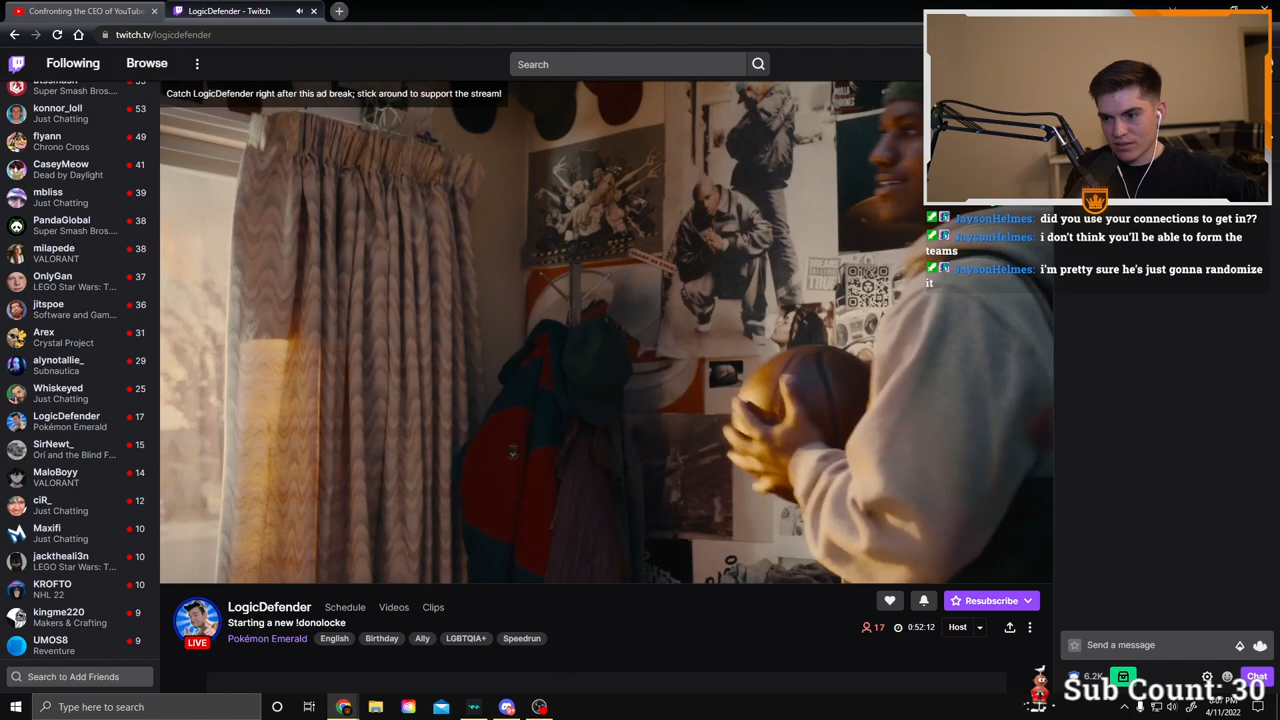 Confronting the CEO of YouTube
LogicDefender - Twitch
twitch.tv/logicdefender
Following
Browse
Search
Catch LogicDefender right after this ad break; stick around to support the stream!
53
Super Smash Bros....
konnor_loll
53
Just Chatting
flyann
49
Chrono Cross
CaseyMeow
41
Dead by Daylight
mbliss
39
Just Chatting
PandaGlobal
38
Super Smash Bros....
milapede
38
VALORANT
OnlyGan
37
LEGO Star Wars: T...
jitspoe
36
Software and Gam...
Arex
31
Crystal Project
alynotallie_
29
Subnautica
Whiskeyed
25
Just Chatting
LogicDefender
17
Pokémon Emerald
SirNewt_
15
Ori and the Blind F...
MaloBoyy
14
VALORANT
ciR_
12
Just Chatting
Maxifi
10
Just Chatting
jacktheali3n
10
LEGO Star Wars: T...
KROFTO
10
NHL 22
kingme220
9
Makers & Crafting
UMOS8
9
Reventure
Search to Add Friends
JaysonHelmes: did you use your connections to get in??
JaysonHelmes: i don't think you'll be able to form the
teams
JaysonHelmes: i'm pretty sure he's just gonna randomize
it
LIVE
LogicDefender
Schedule
Videos
Clips
Starting a new !donolocke
Pokémon Emerald
English
Birthday
Ally
LGBTQIA+
Speedrun
Resubscribe
17
0:52:12
Host
Send a message
6.2K
Chat
Sub Count: 30
Type here to search
4/11/2022